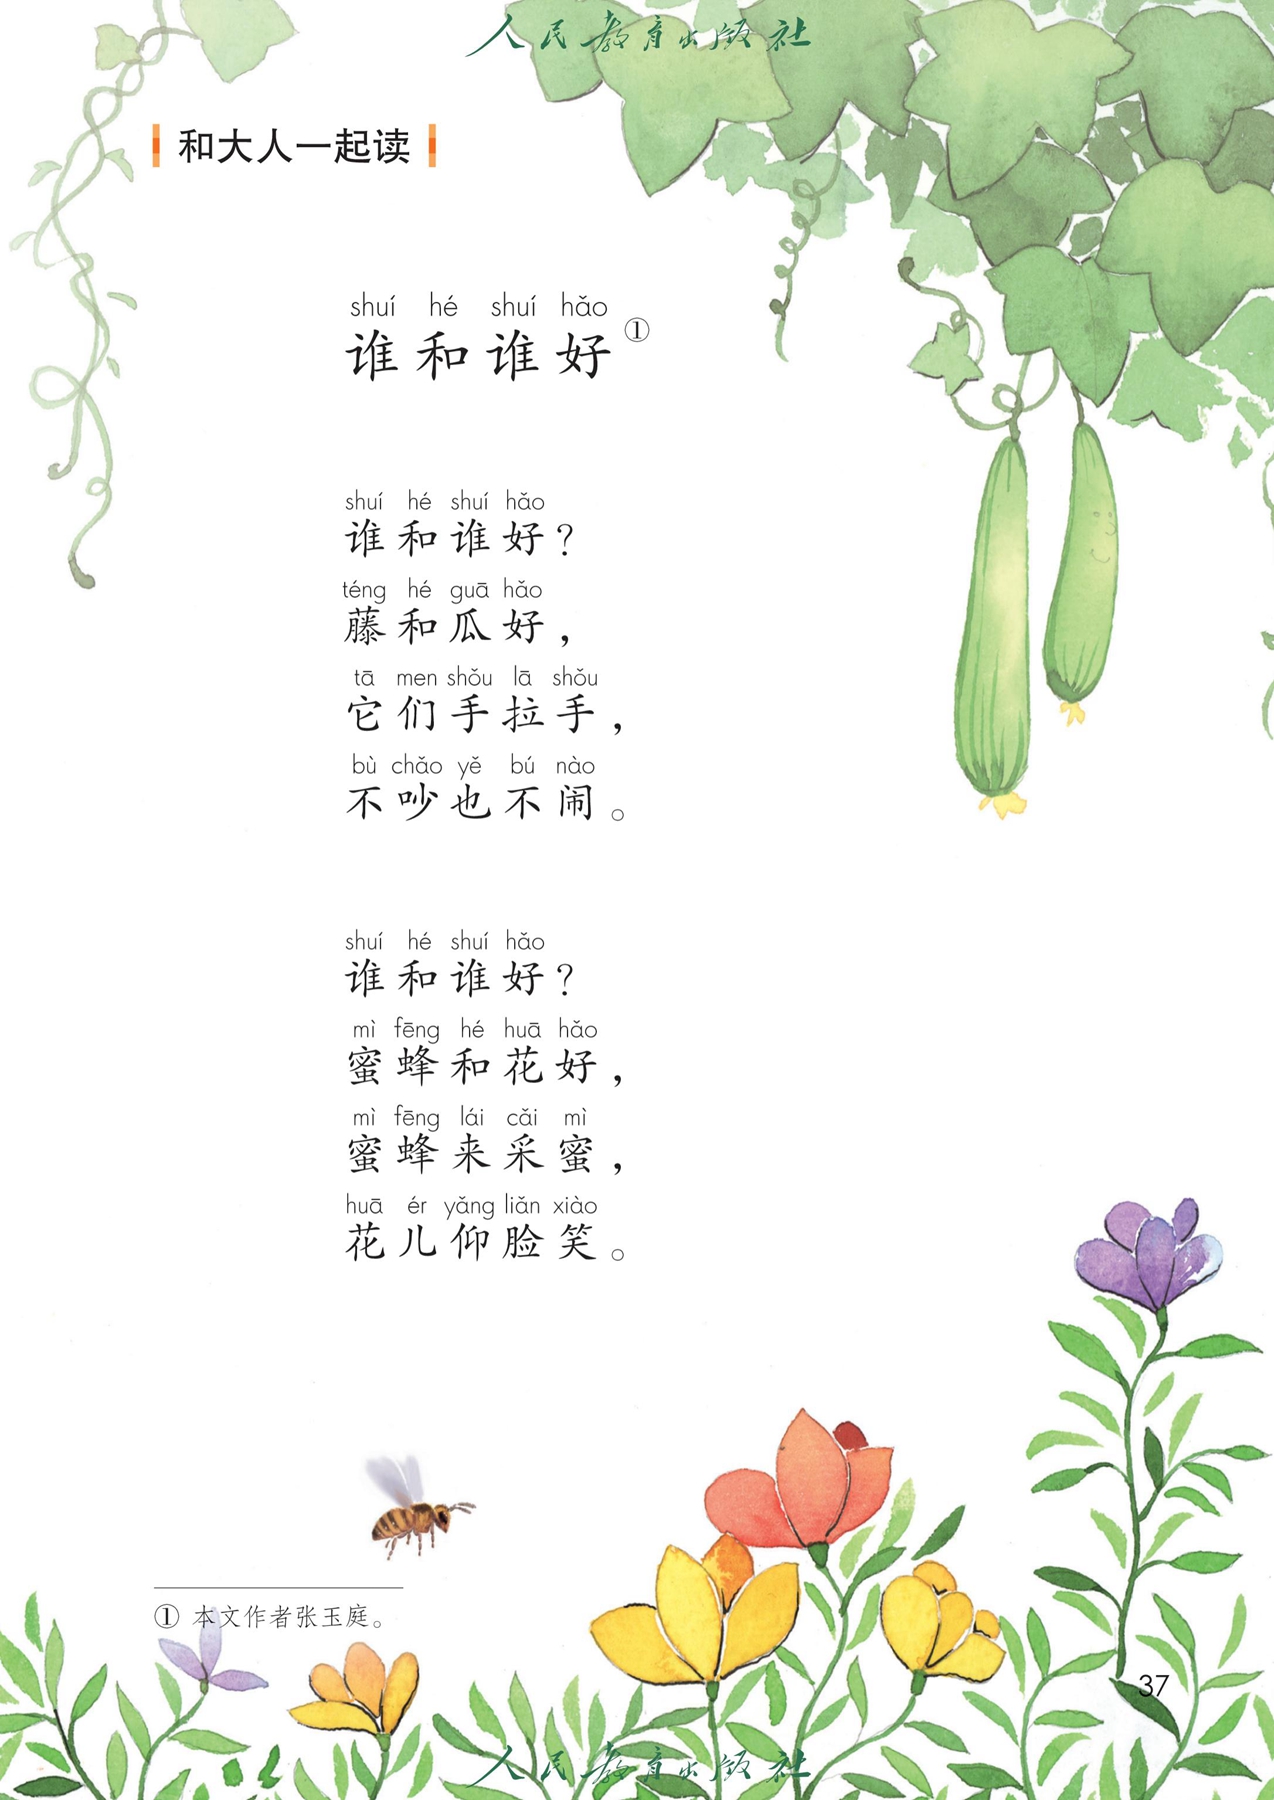 人民教育出版社
和大人一起读
shuí hé shuí hǎo
谁和谁好①
shuí hé shuí hǎo
谁和谁好？
téng hé guā hǎo
藤和瓜好，
tā men shǒu lā shǒu
它们手拉手，
bù chǎo yě bú nào
不吵也不闹。
shuí hé shuí hǎo
谁和谁好？
mì fēng hé huā hǎo
蜜蜂和花好，
mì fēng lái cǎi mì
蜜蜂来采蜜，
huā ér yǎng liǎn xiào
花儿仰脸笑。
① 本文作者张玉庭。
37
人民教育出版社